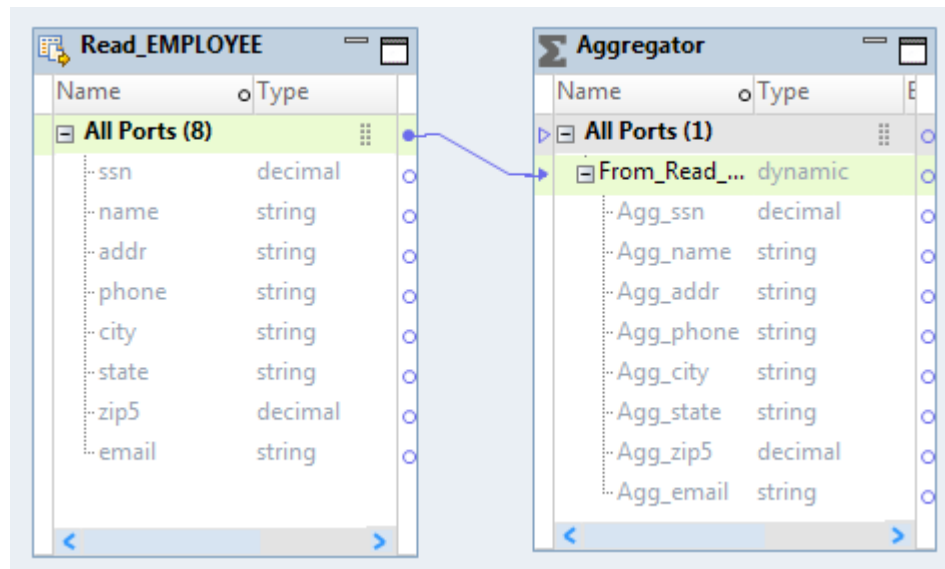 Read_EMPLOYEE
Name Type
All Ports (8)
ssn decimal
name string
addr string
phone string
city string
state string
zip5 decimal
email string
Aggregator
Name Type E
All Ports (1)
From_Read_... dynamic
Agg_ssn decimal
Agg_name string
Agg_addr string
Agg_phone string
Agg_city string
Agg_state string
Agg_zip5 decimal
Agg_email string